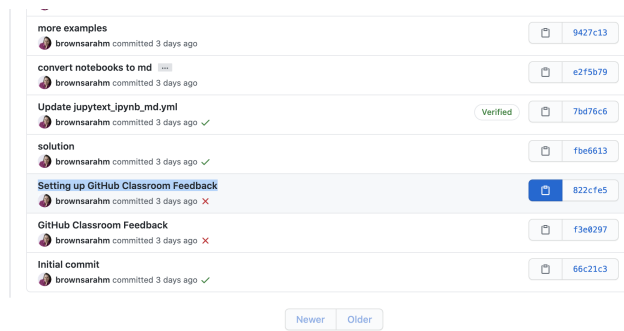 more examples
brownsarahm committed 3 days ago
9427c13
convert notebooks to md ...
brownsarahm committed 3 days ago
e2f5b79
Update jupytext_ipynb_md.yml
brownsarahm committed 3 days ago
Verified
7bd76c6
solution
brownsarahm committed 3 days ago
fbe6613
Setting up GitHub Classroom Feedback
brownsarahm committed 3 days ago
822cfe5
GitHub Classroom Feedback
brownsarahm committed 3 days ago
f3e0297
Initial commit
brownsarahm committed 3 days ago
66c21c3
Newer Older